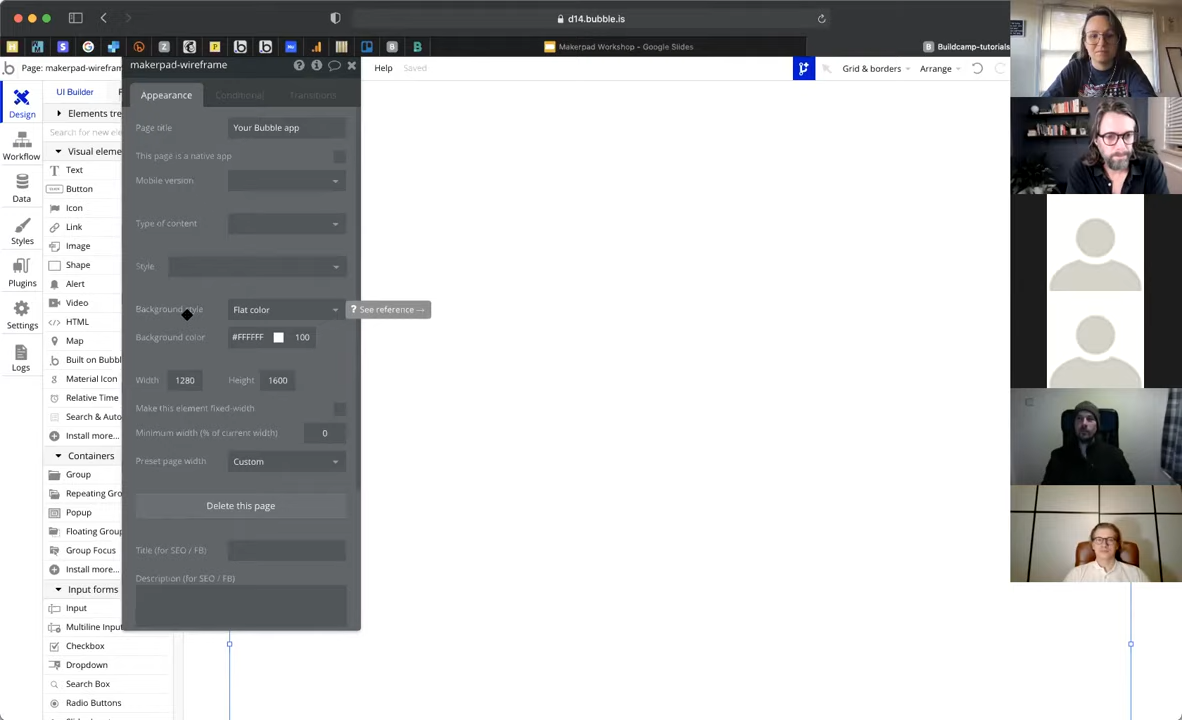 d14.bubble.is
Makerpad Workshop - Google Slides
Buildcamp-tutorials
Page: makerpad-wirefram
makerpad-wireframe
Help
Saved
Grid & borders
Arrange
Design
Workflow
Data
Styles
Plugins
Settings
Logs
UI Builder
Elements tre
Search for new ele
Visual eleme
Text
Button
Icon
Link
Image
Shape
Alert
Video
HTML
Map
Built on Bubbl
Material Icon
Relative Time
Search & Auto
Install more...
Containers
Group
Repeating Gro
Popup
Floating Group
Group Focus
Install more...
Input forms
Input
Multiline Input
Checkbox
Dropdown
Search Box
Radio Buttons
Appearance
Conditional
Transitions
Page title
Your Bubble app
This page is a native app
Mobile version
Type of content
Style
Background style
Flat color
? See reference →
Background color
#FFFFFF
100
Width
1280
Height
1600
Make this element fixed-width
Minimum width (% of current width)
0
Preset page width
Custom
Delete this page
Title (for SEO / FB)
Description (for SEO / FB)